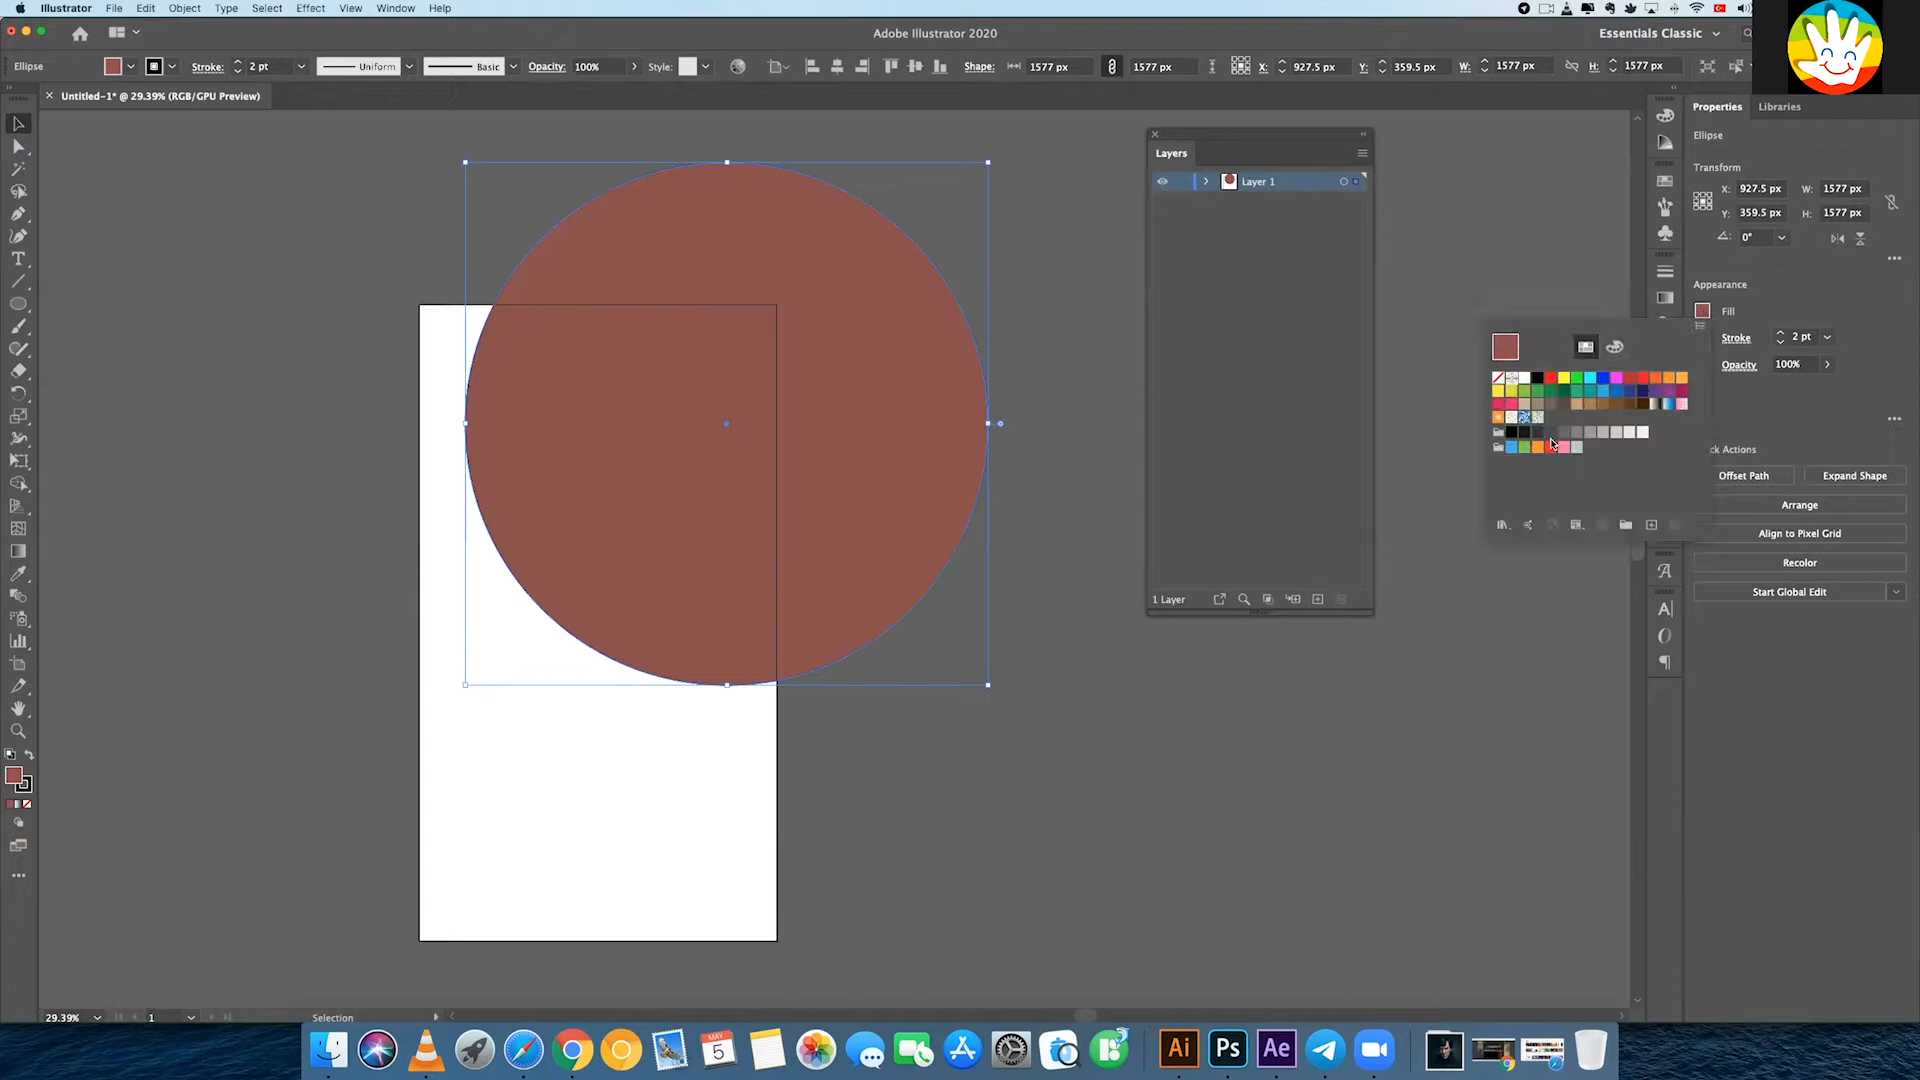 Illustrator File Edit Object Type Select Effect View Window Help
Adobe Illustrator 2020
Essentials Classic
Ellipse Stroke: 2 pt Uniform Basic Opacity: 100% Style: Shape: 1577 px 1577 px X: 927.5 px Y: 359.5 px W: 1577 px H: 1577 px
Untitled-1* @ 29.39% (RGB/GPU Preview)
Properties Libraries
Ellipse
Transform
X: 927.5 px W: 1577 px
Y: 359.5 px H: 1577 px
0°
Appearance
Fill
Stroke 2 pt
Opacity 100%
ck Actions
Offset Path Expand Shape
Arrange
Align to Pixel Grid
Recolor
Start Global Edit
Layers
Layer 1
1 Layer
29.39% 1 Selection
MAY
5
Ai Ps Ae